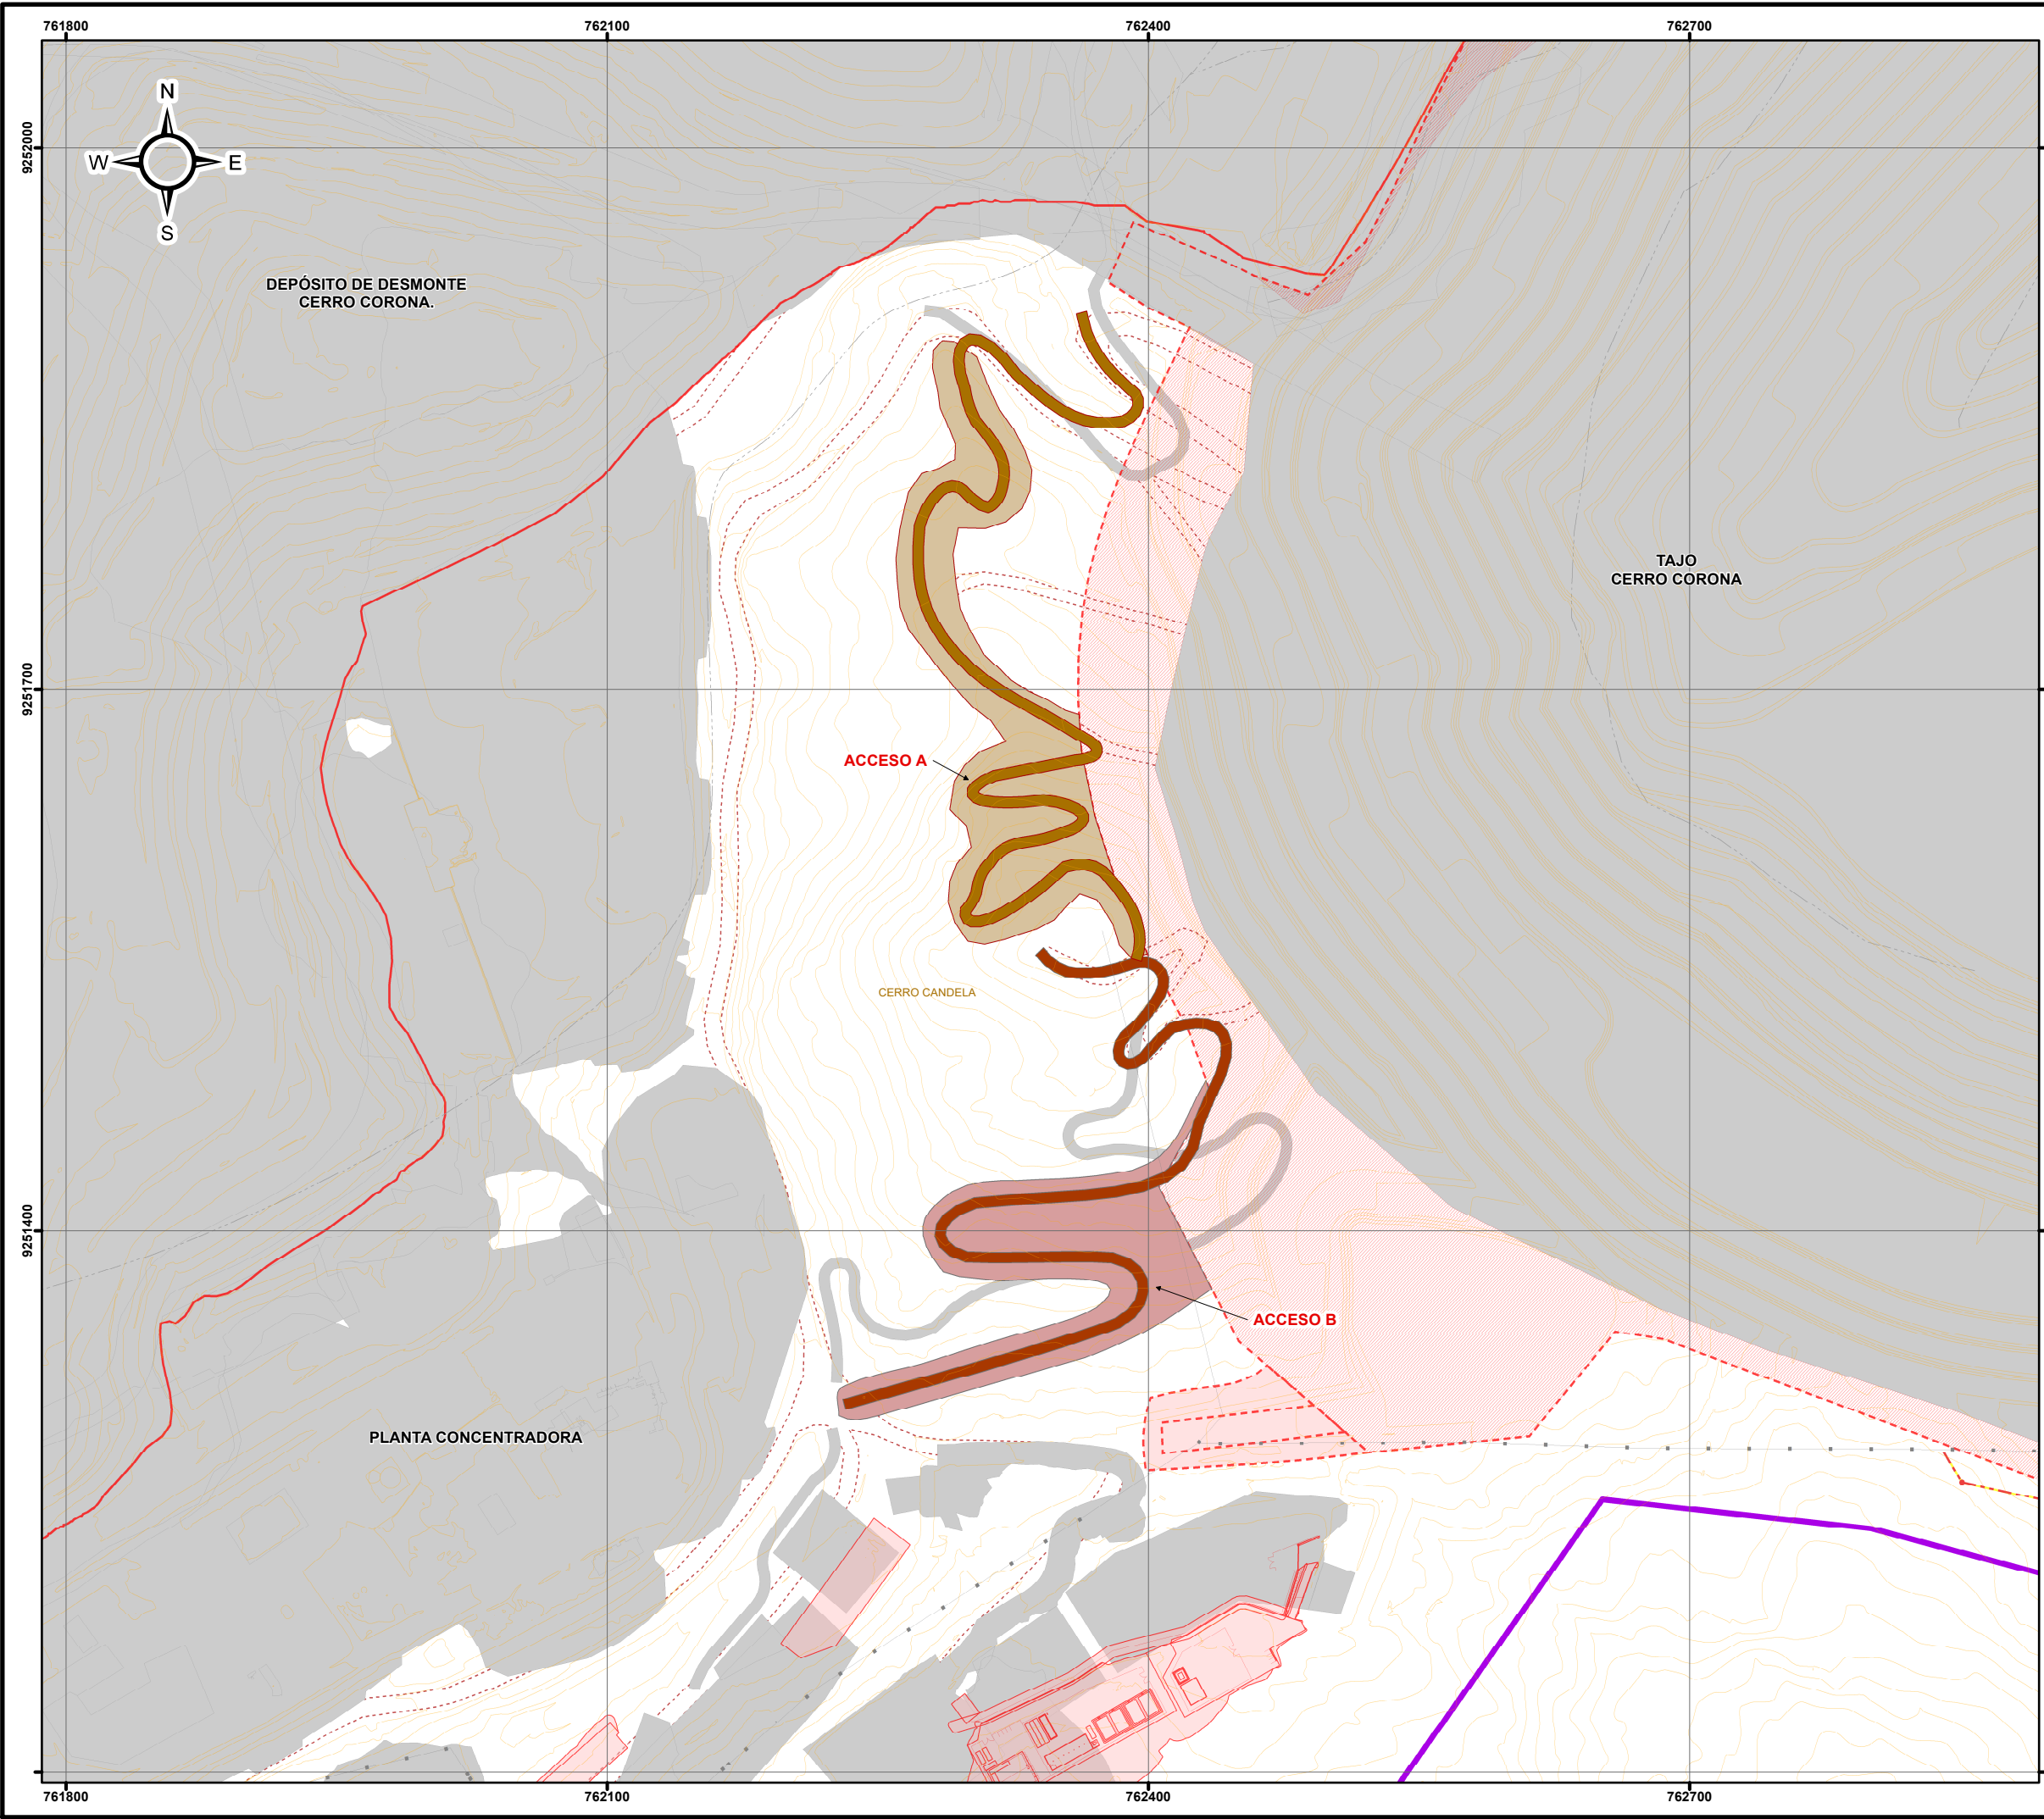 761800 762100 762400 762700
N
W E
S
9252000
DEPÓSITO DE DESMONTE
CERRO CORONA.
TAJO
CERRO CORONA
9251700
ACCESO A
CERRO CANDELA
9251400
ACCESO B
PLANTA CONCENTRADORA
761800 762100 762400 762700